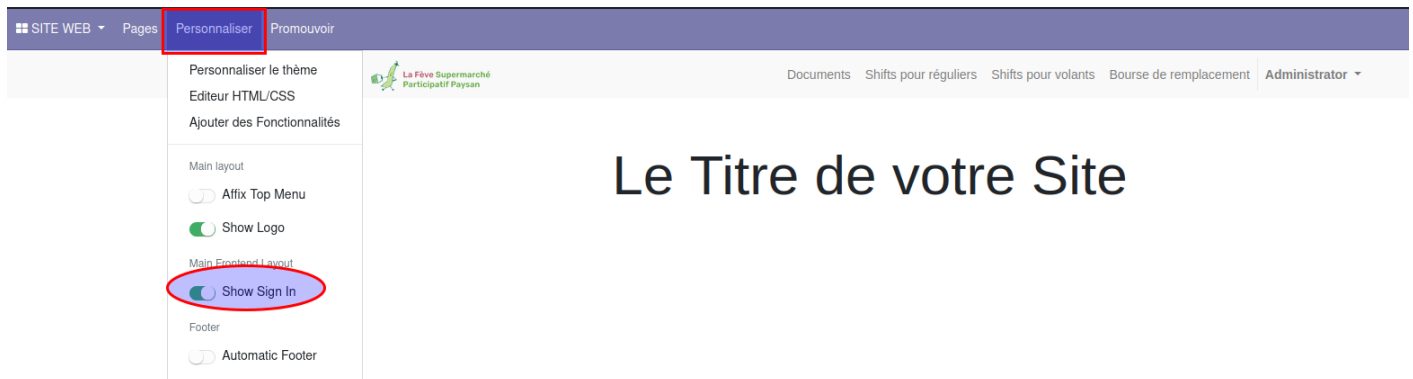 SITE WEB Pages Personnaliser Promouvoir
La Fève Supermarché
Participatif Paysan
Documents Shifts pour réguliers Shifts pour volants Bourse de remplacement Administrator
Personnaliser le thème
Editeur HTML/CSS
Ajouter des Fonctionnalités
Main layout
Affix Top Menu
Show Logo
Main Frontend Layout
Show Sign In
Footer
Automatic Footer
Le Titre de votre Site